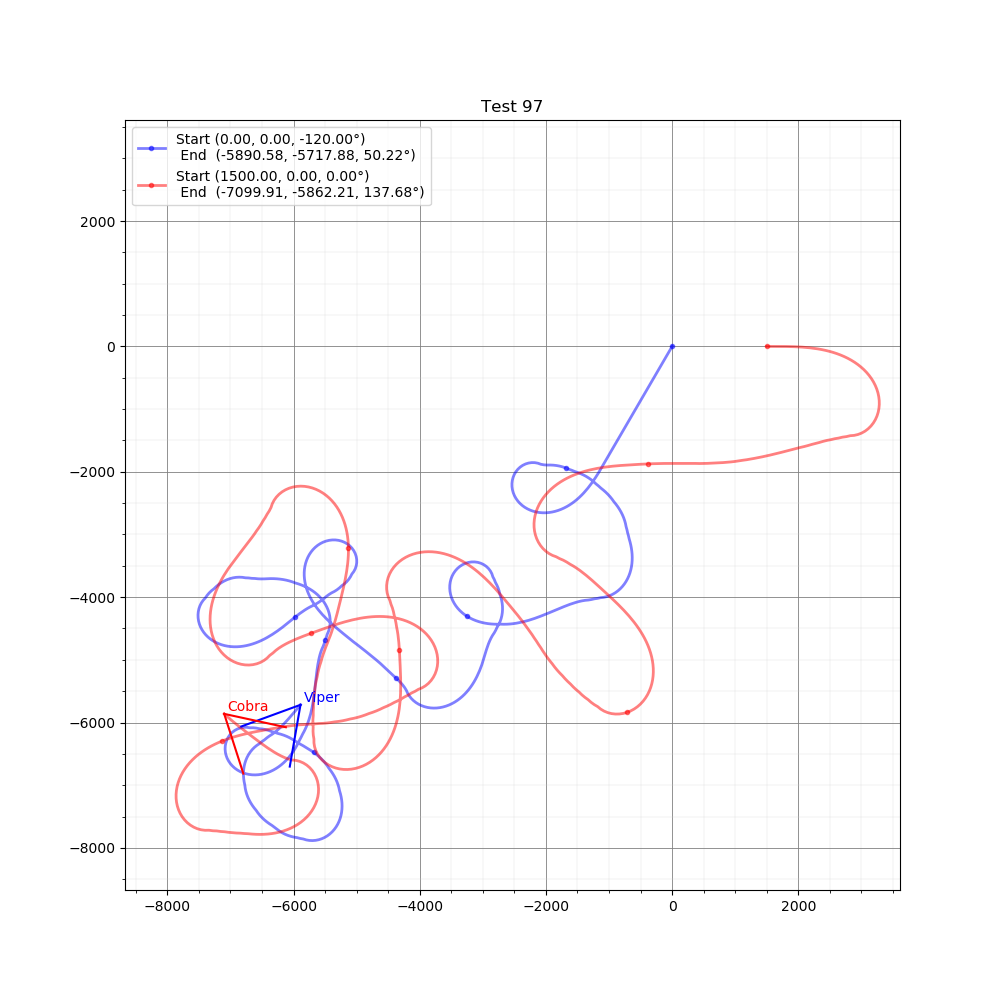 Test 97
Start (0.00, 0.00, -120.00°)
End  (-5890.58, -5717.88, 50.22°)
Start (1500.00, 0.00, 0.00°)
End  (-7099.91, -5862.21, 137.68°)
2000
0
−2000
−4000
−6000
−8000
Viper
Cobra
−8000
−6000
−4000
−2000
0
2000